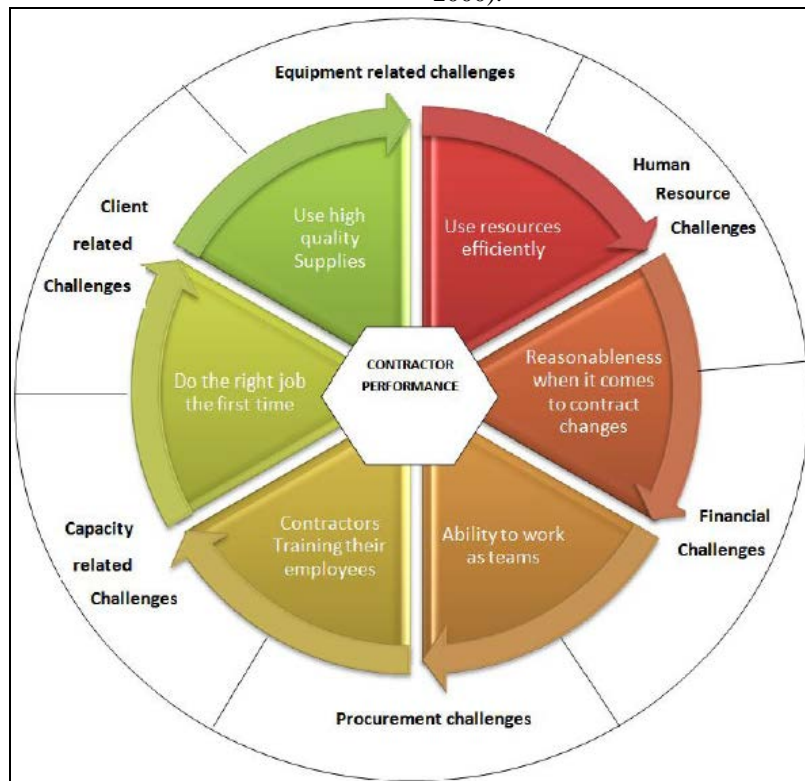 Equipment related challenges
Human
Resource
Challenges
Client
related
Challenges
Use high
quality
Supplies
Use resources
efficiently
CONTRACTOR
PERFORMANCE
Do the right job
the first time
Reasonableness
when it comes
to contract
changes
Contractors
Training their
employees
Ability to work
as teams
Capacity
related
Challenges
Financial
Challenges
Procurement challenges